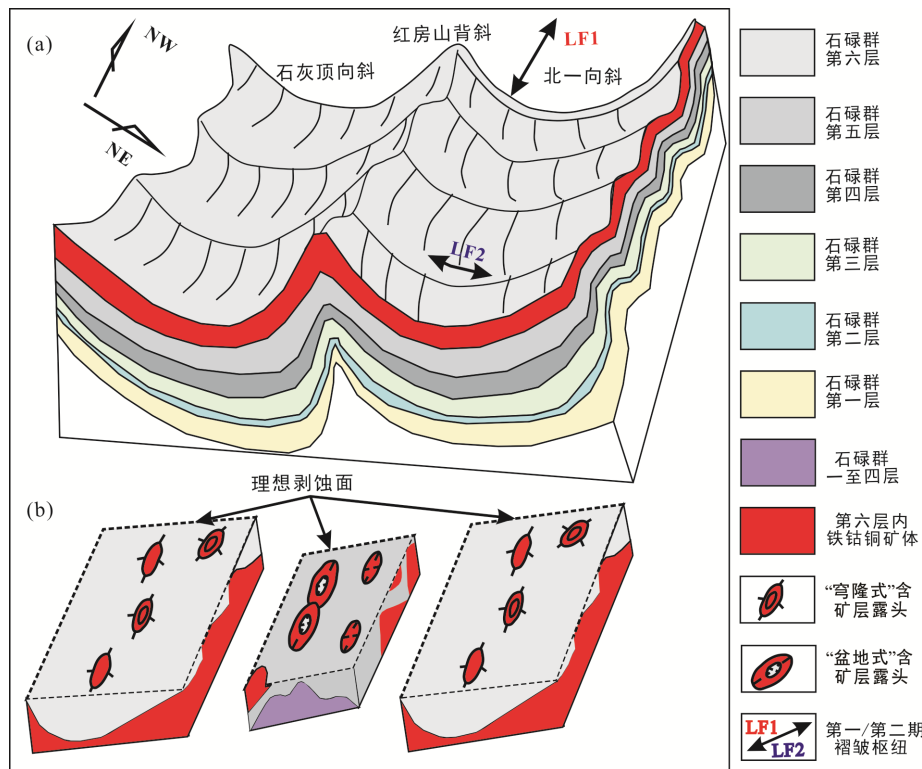 (a)
NW
NE
石灰顶向斜
红房山背斜
LF1
北一向斜
LF2
(b)
理想剥蚀面
石碌群
第六层
石碌群
第五层
石碌群
第四层
石碌群
第三层
石碌群
第二层
石碌群
第一层
石碌群
一至四层
第六层内
铁钴铜矿体
“穹隆式”含
矿层露头
“盆地式”含
矿层露头
LF1
LF2
第一/第二期
褶皱枢纽